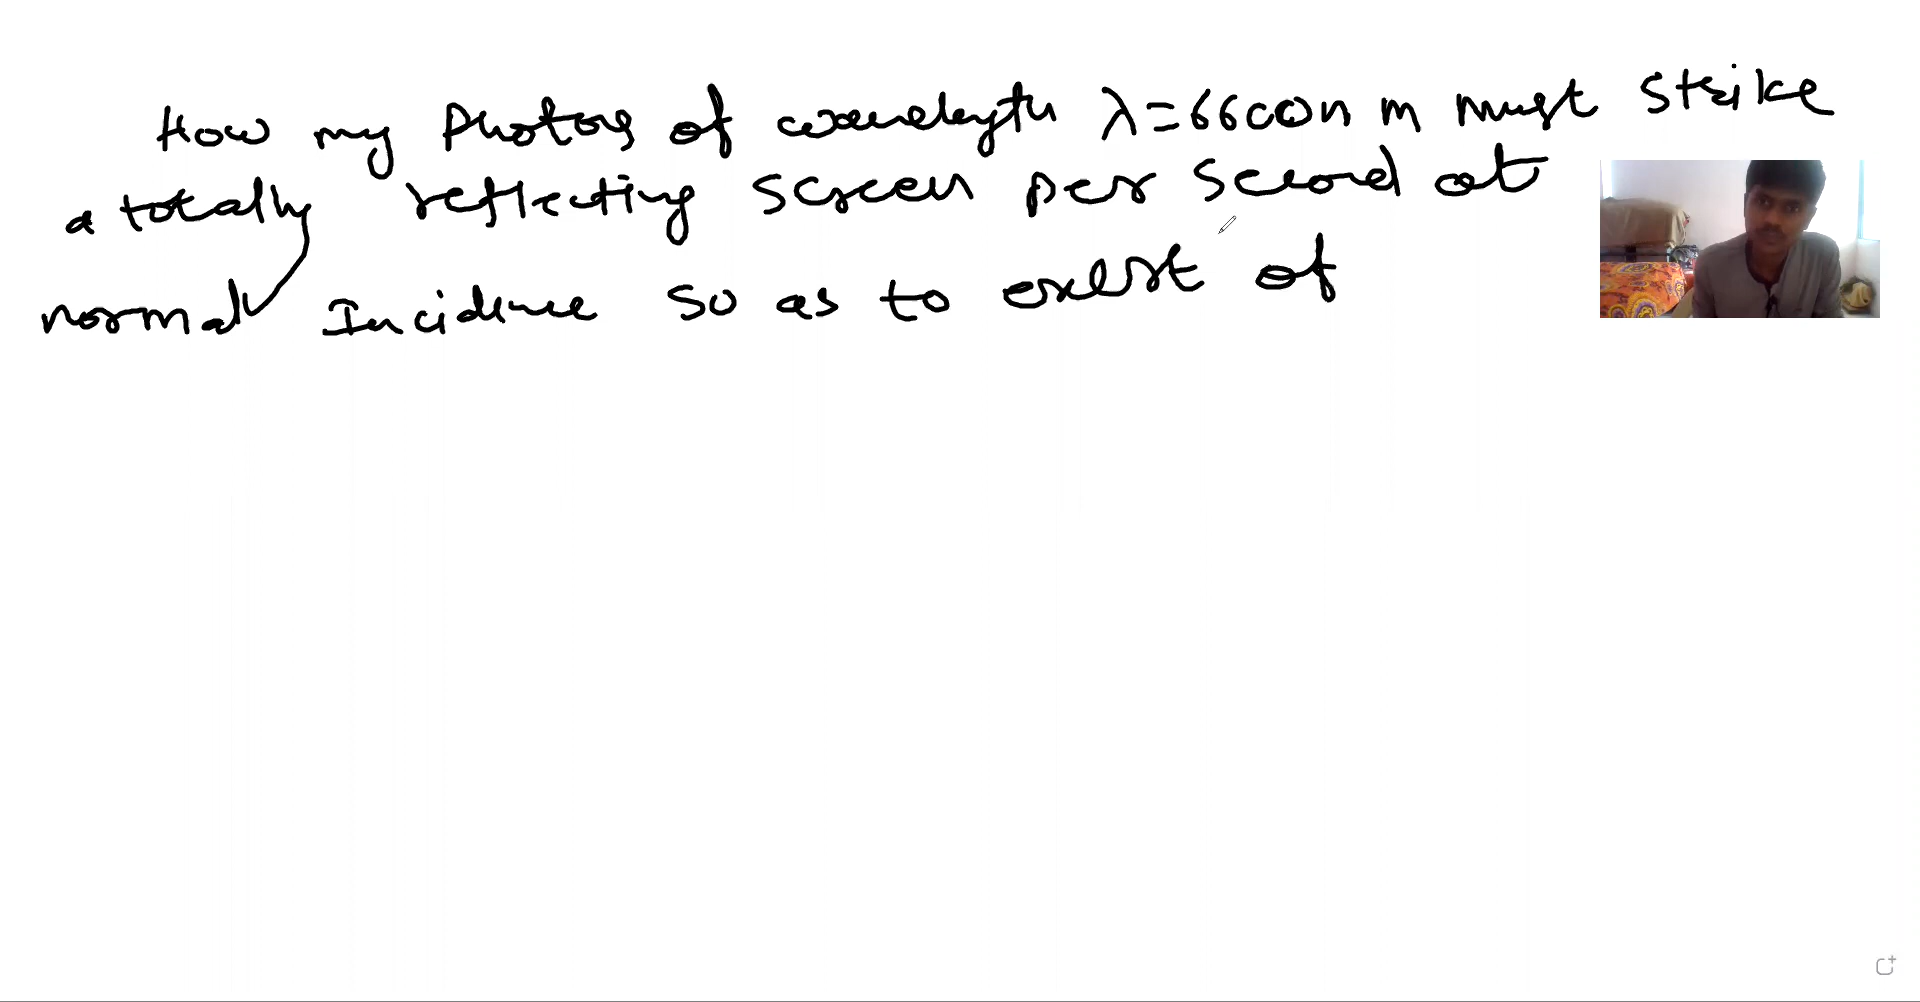 How my Photons of wavelength λ=6600n m must strike
a totally reflecting screen per second at
normal Incidence so as to exert of